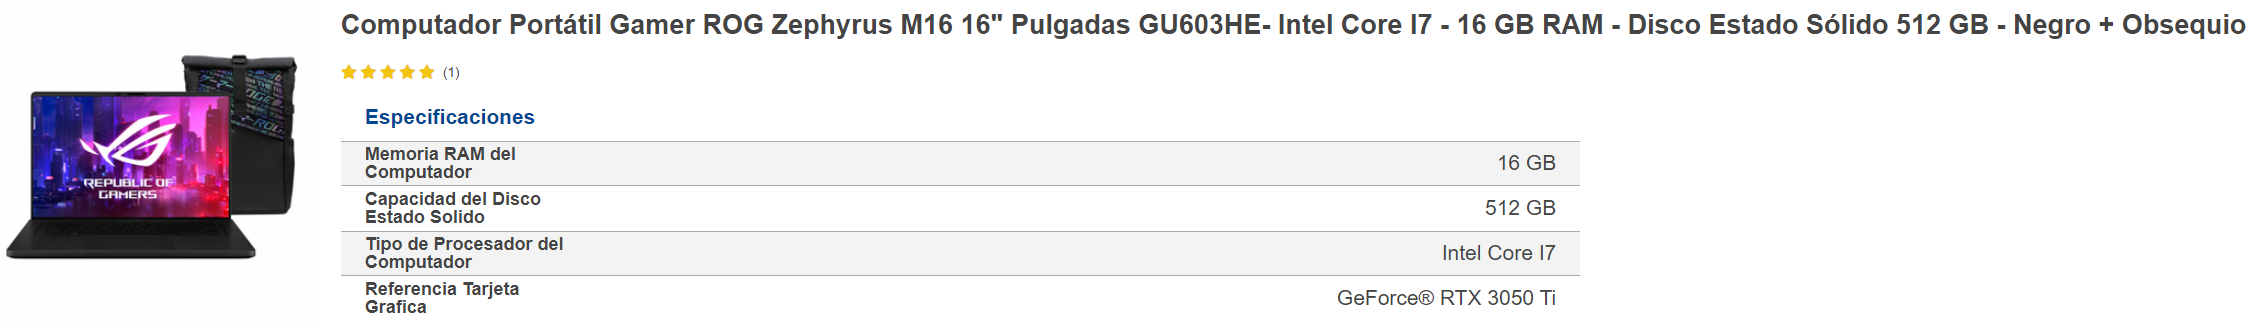 Computador Portátil Gamer ROG Zephyrus M16 16" Pulgadas GU603HE- Intel Core I7 - 16 GB RAM - Disco Estado Sólido 512 GB - Negro + Obsequio
(1)
Especificaciones
Memoria RAM del
Computador
16 GB
Capacidad del Disco
Estado Solido
512 GB
Tipo de Procesador del
Computador
Intel Core I7
Referencia Tarjeta
Grafica
GeForce® RTX 3050 Ti
REPUBLIC OF
GAMERS